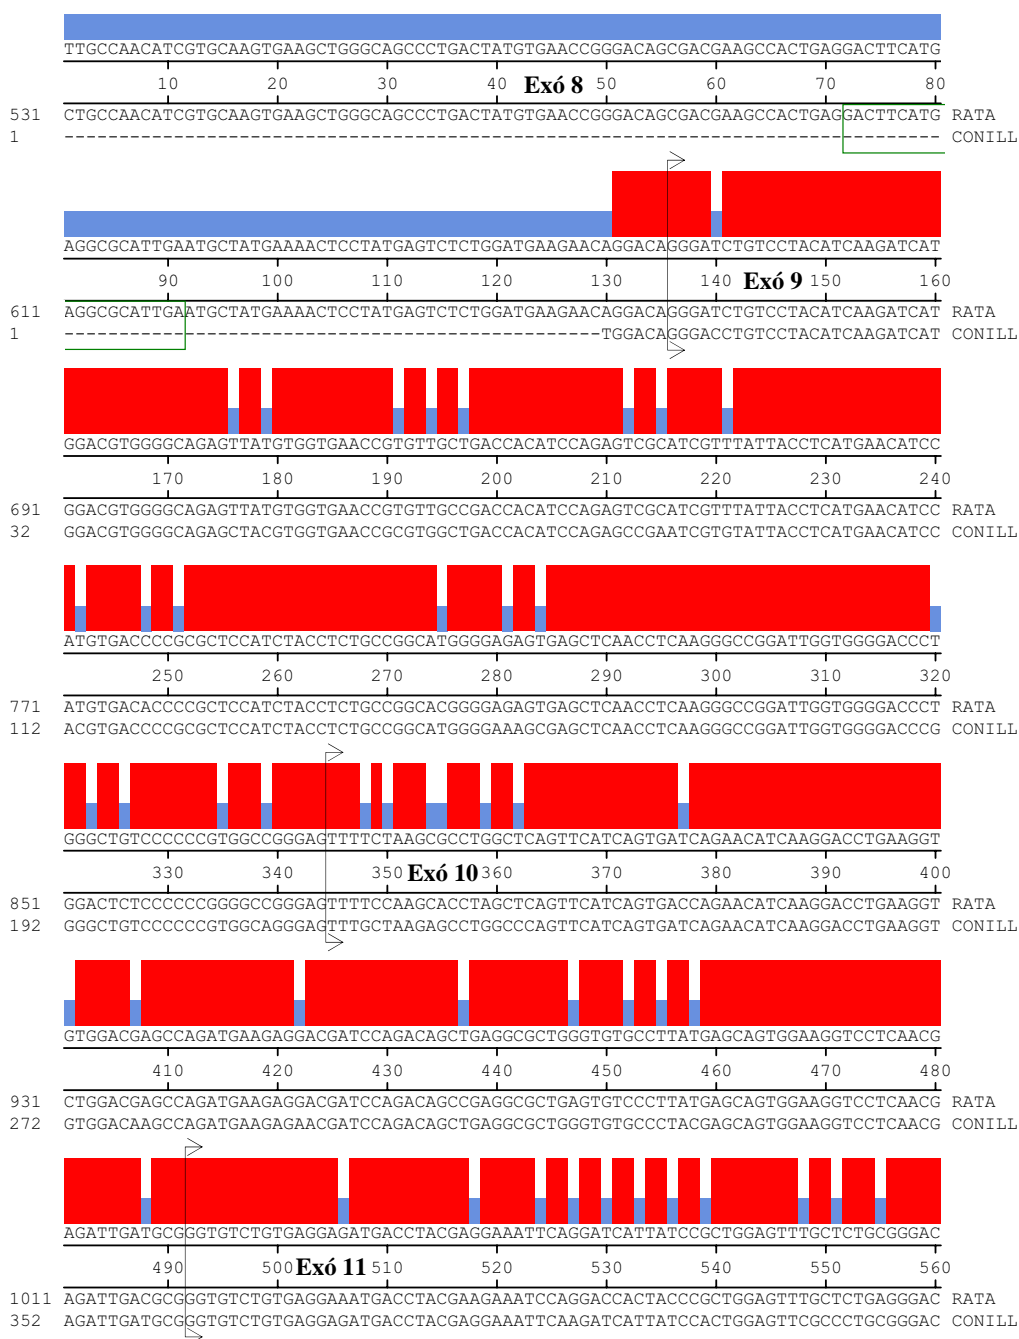 TTGCCAACATCGTGCAAGTGAAGCTGGGCAGCCCTGACTATGTGAACCGGGACAGCGACGAAGCCACTGAGGACTTCATG
10 20 30 40 Exó 8 50 60 70 80
531 CTGCCAACATCGTGCAAGTGAAGCTGGGCAGCCCTGACTATGTGAACCGGGACAGCGACGAAGCCACTGAGGACTTCATG RATA
1 -------------------------------------------------------------------------------- CONILL
AGGCGCATTGAATGCTATGAAAACTCCTATGAGTCTCTGGATGAAGAACAGGACAGGGATCTGTCCTACATCAAGATCAT
90 100 110 120 130 140 Exó 9 150 160
611 AGGCGCATTGAATGCTATGAAAACTCCTATGAGTCTCTGGATGAAGAACAGGACAGGGATCTGTCCTACATCAAGATCAT RATA
1 -------------------------------------------------TGGACAGGGACCTGTCCTACATCAAGATCAT CONILL
GGACGTGGGGCAGAGTTATGTGGTGAACCGTGTTGCTGACCACATCCAGAGTCGCATCGTTTATTACCTCATGAACATCC
170 180 190 200 210 220 230 240
691 GGACGTGGGGCAGAGTTATGTGGTGAACCGTGTTGCCGACCACATCCAGAGTCGCATCGTTTATTACCTCATGAACATCC RATA
32 GGACGTGGGGCAGAGCTACGTGGTGAACCGCGTGGCTGACCACATCCAGAGCCGAATCGTGTATTACCTCATGAACATCC CONILL
ATGTGACCCCGCGCTCCATCTACCTCTGCCGGCATGGGGAGAGTGAGCTCAACCTCAAGGGCCGGATTGGTGGGGACCCT
250 260 270 280 290 300 310 320
771 ATGTGACACCCCGCTCCATCTACCTCTGCCGGCACGGGGAGAGTGAGCTCAACCTCAAGGGCCGGATTGGTGGGGACCCT RATA
112 ACGTGACCCCGCGCTCCATCTACCTCTGCCGGCATGGGGAAAGCGAGCTCAACCTCAAGGGCCGGATTGGTGGGGACCCG CONILL
GGGCTGTCCCCCCGTGGCCGGGAGTTTTCTAAGCGCCTGGCTCAGTTCATCAGTGATCAGAACATCAAGGACCTGAAGGT
330 340 350 Exó 10 360 370 380 390 400
851 GGACTCTCCCCCCGGGGCCGGGAGTTTTCCAAGCACCTAGCTCAGTTCATCAGTGACCAGAACATCAAGGACCTGAAGGT RATA
192 GGGCTGTCCCCCCGTGGCAGGGAGTTTGCTAAGAGCCTGGCCCAGTTCATCAGTGATCAGAACATCAAGGACCTGAAGGT CONILL
GTGGACGAGCCAGATGAAGAGGACGATCCAGACAGCTGAGGCGCTGGGTGTGCCTTATGAGCAGTGGAAGGTCCTCAACG
410 420 430 440 450 460 470 480
931 CTGGACGAGCCAGATGAAGAGGACGATCCAGACAGCCGAGGCGCTGAGTGTCCCTTATGAGCAGTGGAAGGTCCTCAACG RATA
272 GTGGACAAGCCAGATGAAGAGAACGATCCAGACAGCTGAGGCGCTGGGTGTGCCCTACGAGCAGTGGAAGGTCCTCAACG CONILL
AGATTGATGCGGGTGTCTGTGAGGAGATGACCTACGAGGAAATTCAGGATCATTATCCGCTGGAGTTTGCTCTGCGGGAC
490 500 Exó 11 510 520 530 540 550 560
1011 AGATTGACGCGGGTGTCTGTGAGGAAATGACCTACGAAGAAATCCAGGACCACTACCCGCTGGAGTTTGCTCTGAGGGAC RATA
352 AGATTGATGCGGGTGTCTGTGAGGAGATGACCTACGAGGAAATTCAAGATCATTATCCACTGGAGTTCGCCCTGCGGGAC CONILL